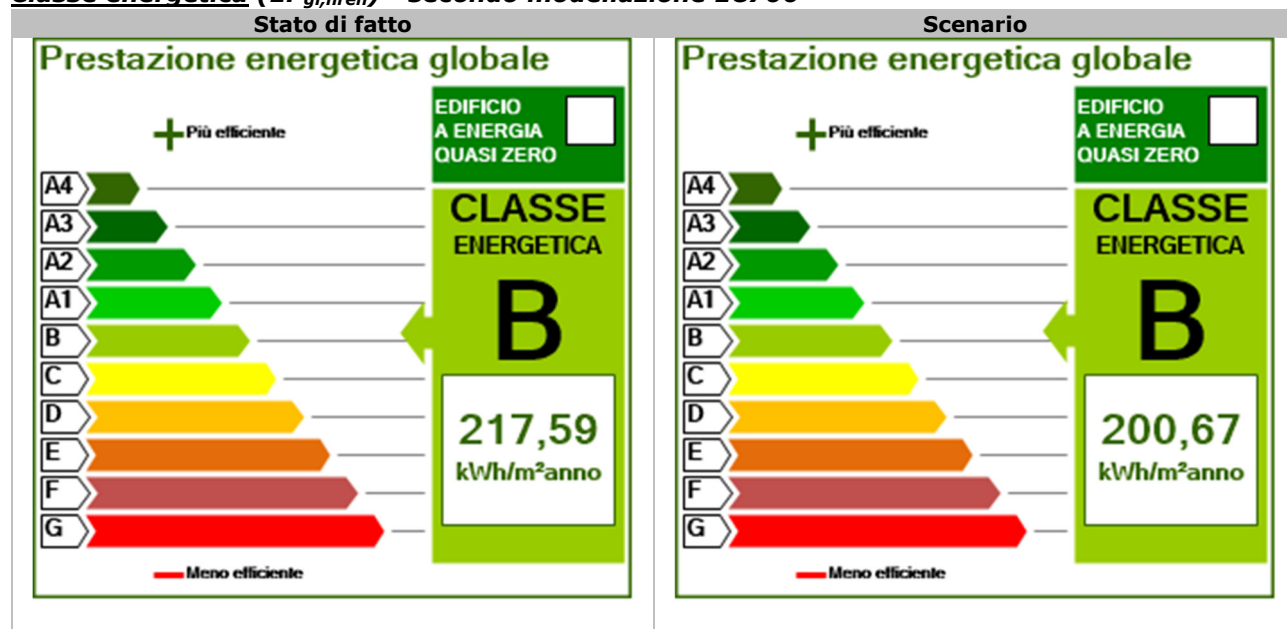 Stato di fatto
Scenario
Prestazione energetica globale
Più efficiente
EDIFICIO
A ENERGIA
QUASI ZERO
A4
A3
A2
A1
B
C
D
E
F
G
CLASSE
ENERGETICA
B
217,59
kWh/m²anno
Meno efficiente
Prestazione energetica globale
Più efficiente
EDIFICIO
A ENERGIA
QUASI ZERO
A4
A3
A2
A1
B
C
D
E
F
G
CLASSE
ENERGETICA
B
200,67
kWh/m²anno
Meno efficiente